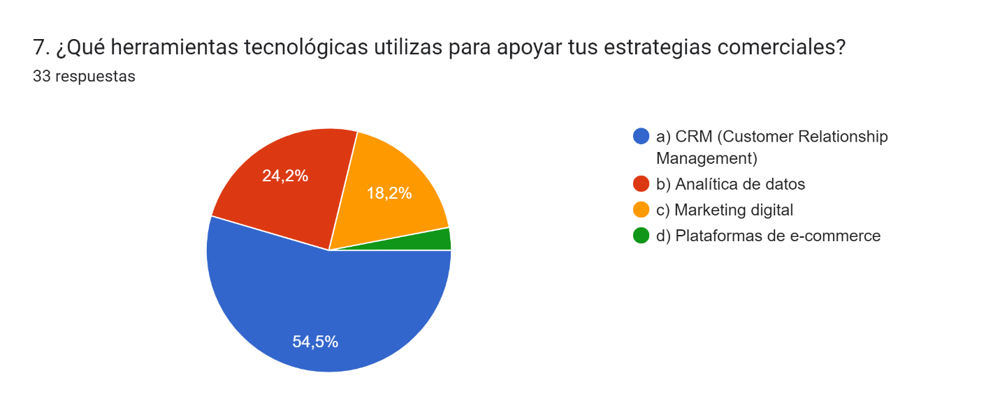 7. ¿Qué herramientas tecnológicas utilizas para apoyar tus estrategias comerciales?
33 respuestas
24,2%
18,2%
54,5%
a) CRM (Customer Relationship
Management)
b) Analítica de datos
c) Marketing digital
d) Plataformas de e-commerce